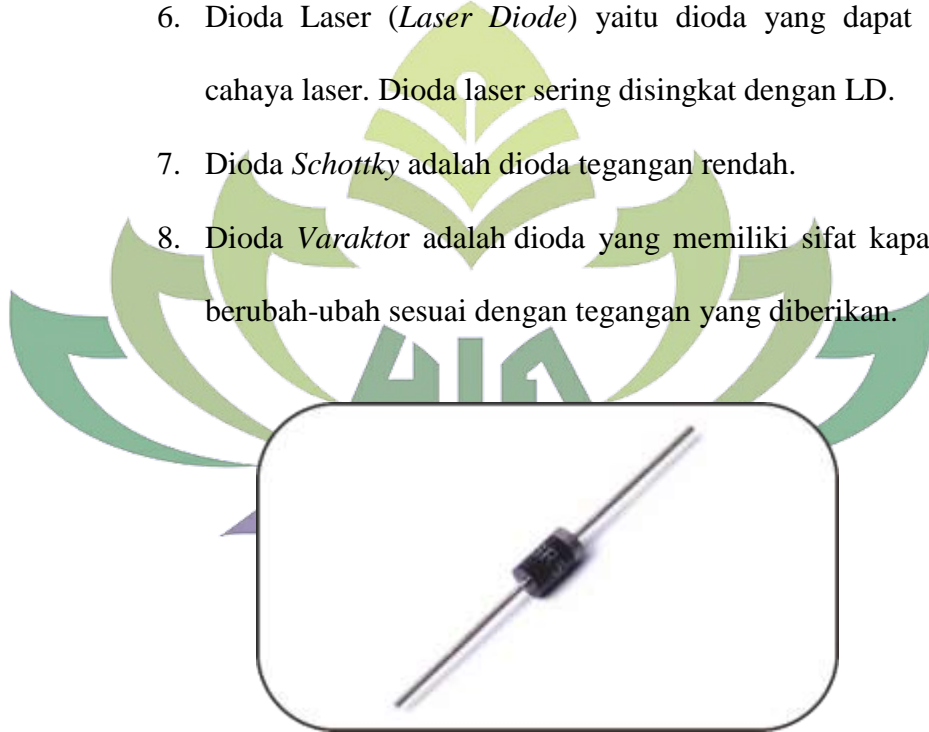 6. Dioda Laser (Laser Diode) yaitu dioda yang dapat
cahaya laser. Dioda laser sering disingkat dengan LD.
7. Dioda Schottky adalah dioda tegangan rendah.
8. Dioda Varaktor adalah dioda yang memiliki sifat kapa
berubah-ubah sesuai dengan tegangan yang diberikan.